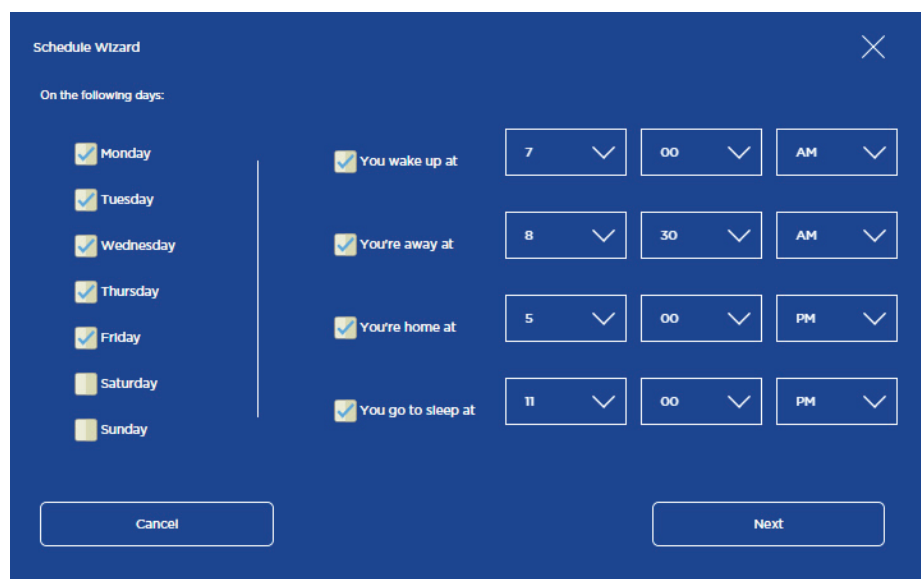 Schedule Wizard
On the following days:
Monday
Tuesday
Wednesday
Thursday
Friday
Saturday
Sunday
You wake up at 7 00 AM
You're away at 8 30 AM
You're home at 5 00 PM
You go to sleep at 11 00 PM
Cancel
Next